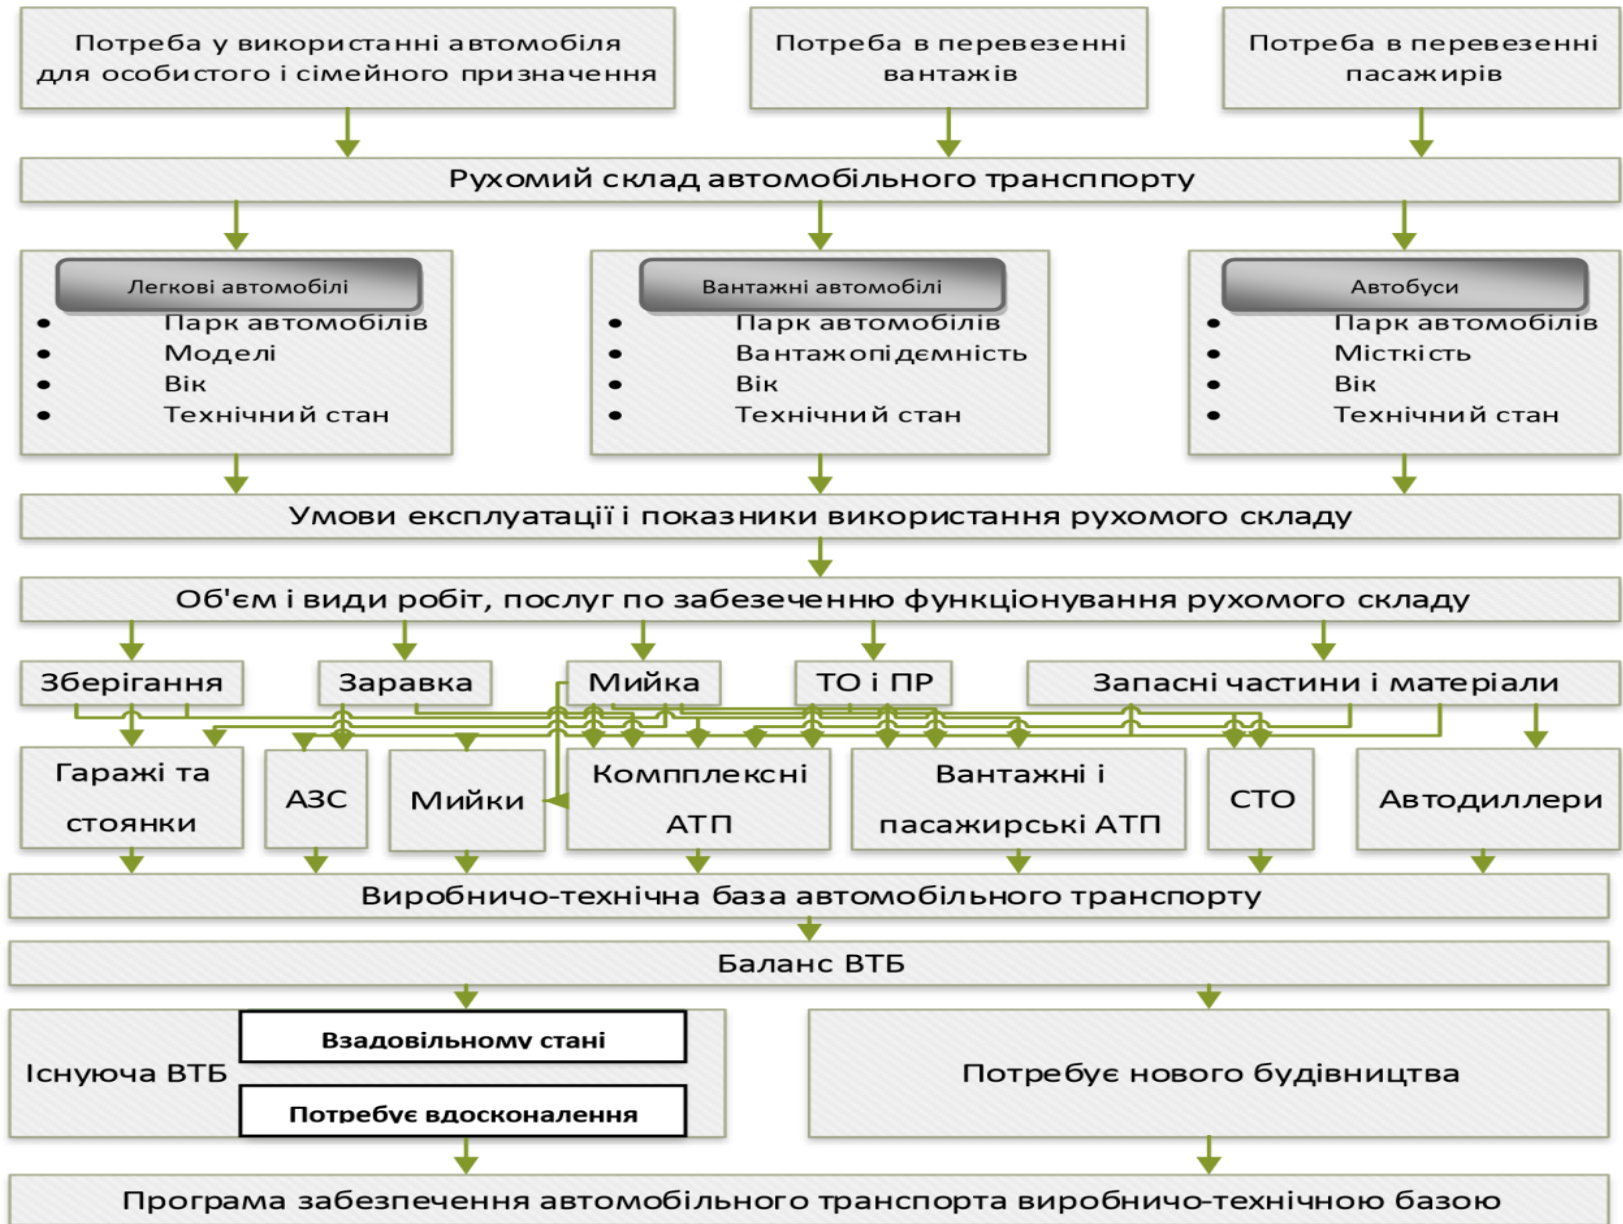 Потреба у використанні автомобіля
для особистого і сімейного призначення
Потреба в перевезенні
вантажів
Потреба в перевезенні
пасажирів
Рухомий склад автомобільного трансппорту
Легкові автомобілі
• Парк автомобілів
• Моделі
• Вік
• Технічний стан
Вантажні автомобілі
• Парк автомобілів
• Вантажопідємність
• Вік
• Технічний стан
Автобуси
• Парк автомобілів
• Місткість
• Вік
• Технічний стан
Умови експлуатації і показники використання рухомого складу
Об'єм і види робіт, послуг по забезеченню функціонування рухомого складу
Зберігання
Заравка
Мийка
ТО і ПР
Запасні частини і матеріали
Гаражі та
стоянки
АЗС
Мийки
Компплексні
АТП
Вантажні і
пасажирські АТП
СТО
Автодиллери
Виробничо-технічна база автомобільного транспорту
Баланс ВТБ
Існуюча ВТБ
Взадовільному стані
Потребує вдосконалення
Потребує нового будівництва
Програма забезпечення автомобільного транспорта виробничо-технічною базою